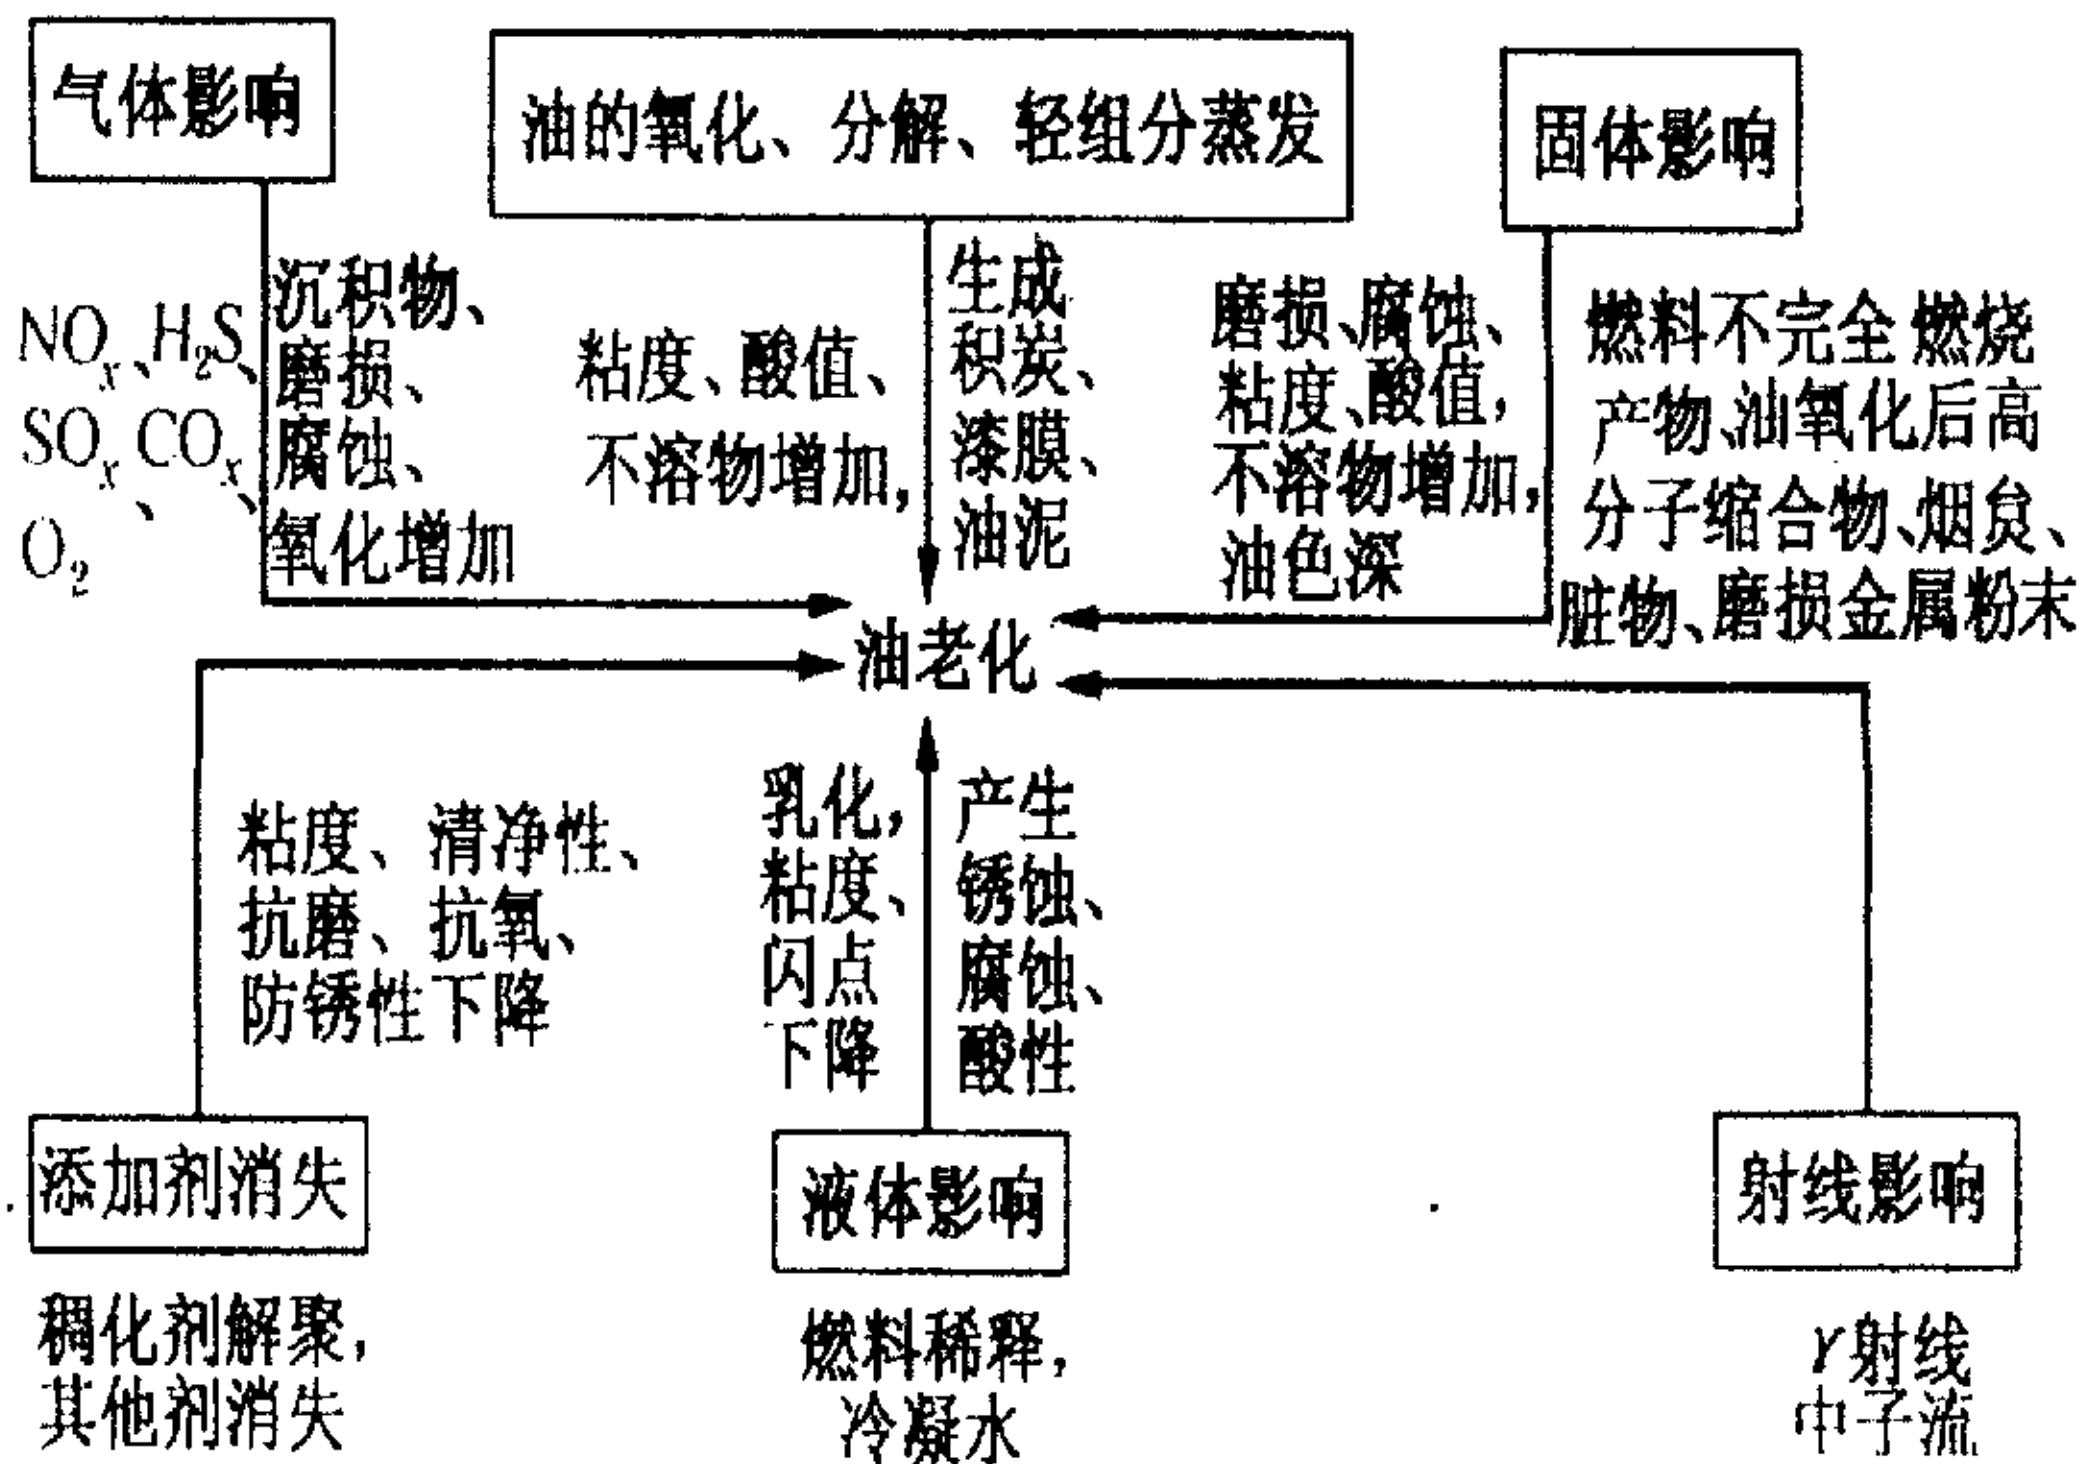 气体影响
油的氧化、分解、轻组分蒸发
固体影响
NOx、H₂S、
SOx、COx、
O₂
沉积物、
磨损、
腐蚀、
氧化增加
粘度、酸值、
不溶物增加,
生成
积炭、
漆膜、
油泥
磨损、腐蚀、
粘度、酸值,
不溶物增加,
油色深
燃料不完全燃烧
产物、油氧化后高
分子缩合物、烟炱、
脏物、磨损金属粉末
油老化
粘度、清净性、
抗磨、抗氧、
防锈性下降
乳化,
粘度、
闪点
下降
产生
锈蚀、
腐蚀、
酸性
添加剂消失
稠化剂解聚,
其他剂消失
液体影响
燃料稀释,
冷凝水
射线影响
γ射线
中子流